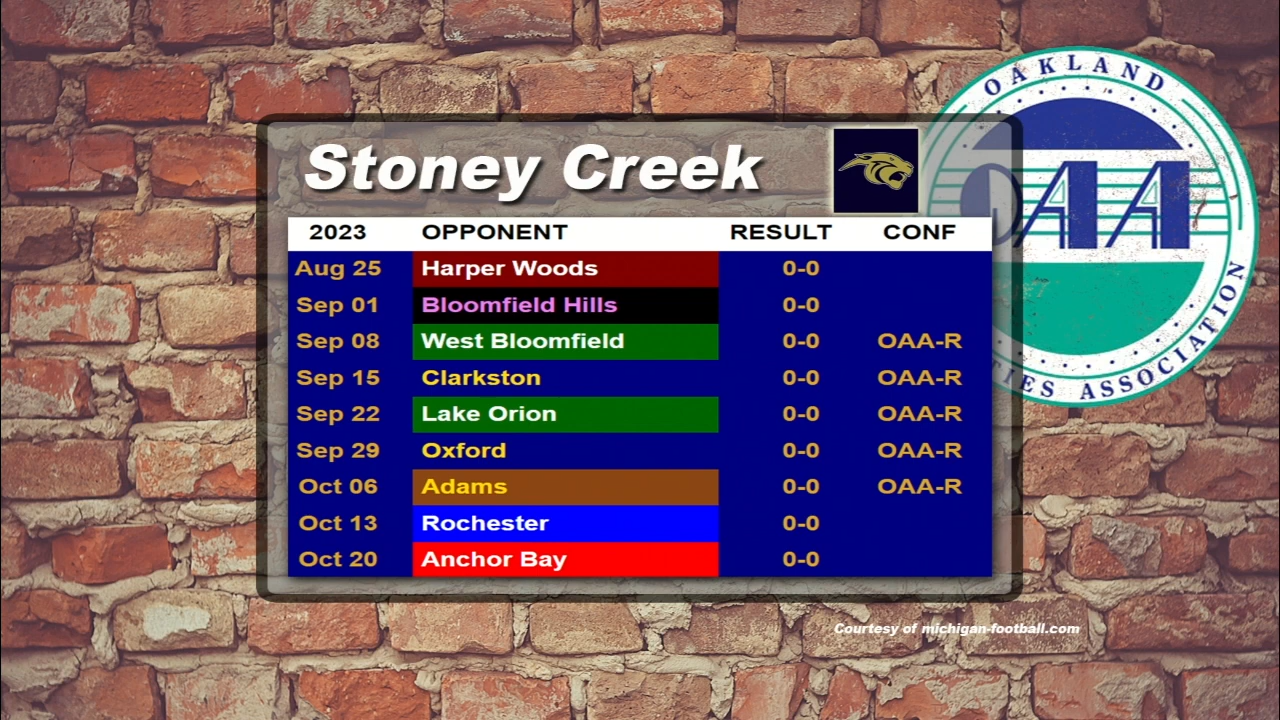 OAKLAND
OAA
TIES ASSOCIATION
Stoney Creek
2023 OPPONENT RESULT CONF
Aug 25 Harper Woods 0-0
Sep 01 Bloomfield Hills 0-0
Sep 08 West Bloomfield 0-0 OAA-R
Sep 15 Clarkston 0-0 OAA-R
Sep 22 Lake Orion 0-0 OAA-R
Sep 29 Oxford 0-0 OAA-R
Oct 06 Adams 0-0 OAA-R
Oct 13 Rochester 0-0
Oct 20 Anchor Bay 0-0
Courtesy of michigan-football.com